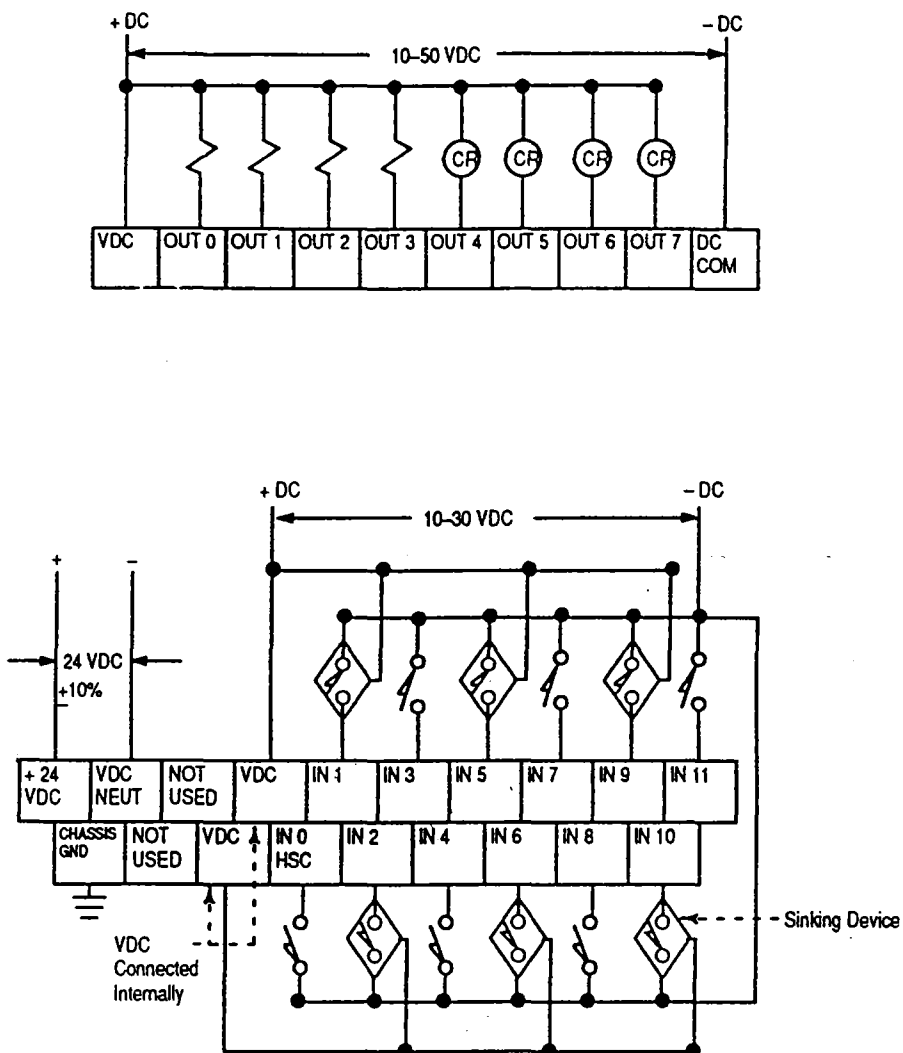 + DC
– DC
10–50 VDC
CR CR CR CR
VDC OUT 0 OUT 1 OUT 2 OUT 3 OUT 4 OUT 5 OUT 6 OUT 7 DC
COM
+ DC
– DC
10–30 VDC
+ –
24 VDC
+10%
–
+ 24 VDC NOT VDC IN 1 IN 3 IN 5 IN 7 IN 9 IN 11
VDC NEUT USED
CHASSIS NOT VDC IN 0 IN 2 IN 4 IN 6 IN 8 IN 10
GND USED HSC
Sinking Device
VDC
Connected
Internally